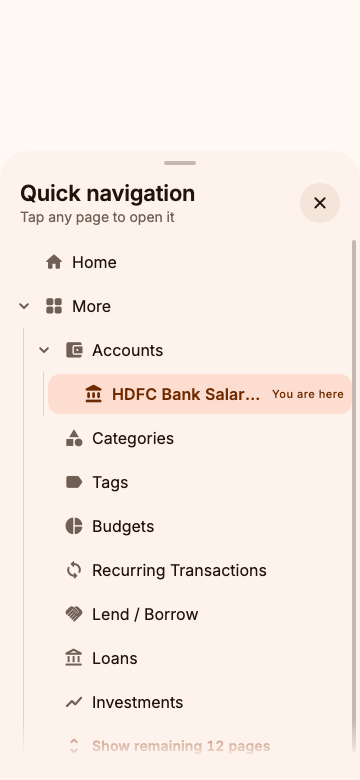 Quick navigation
Tap any page to open it
Home
More
Accounts
HDFC Bank Salar... You are here
Categories
Tags
Budgets
Recurring Transactions
Lend / Borrow
Loans
Investments
Show remaining 12 pages